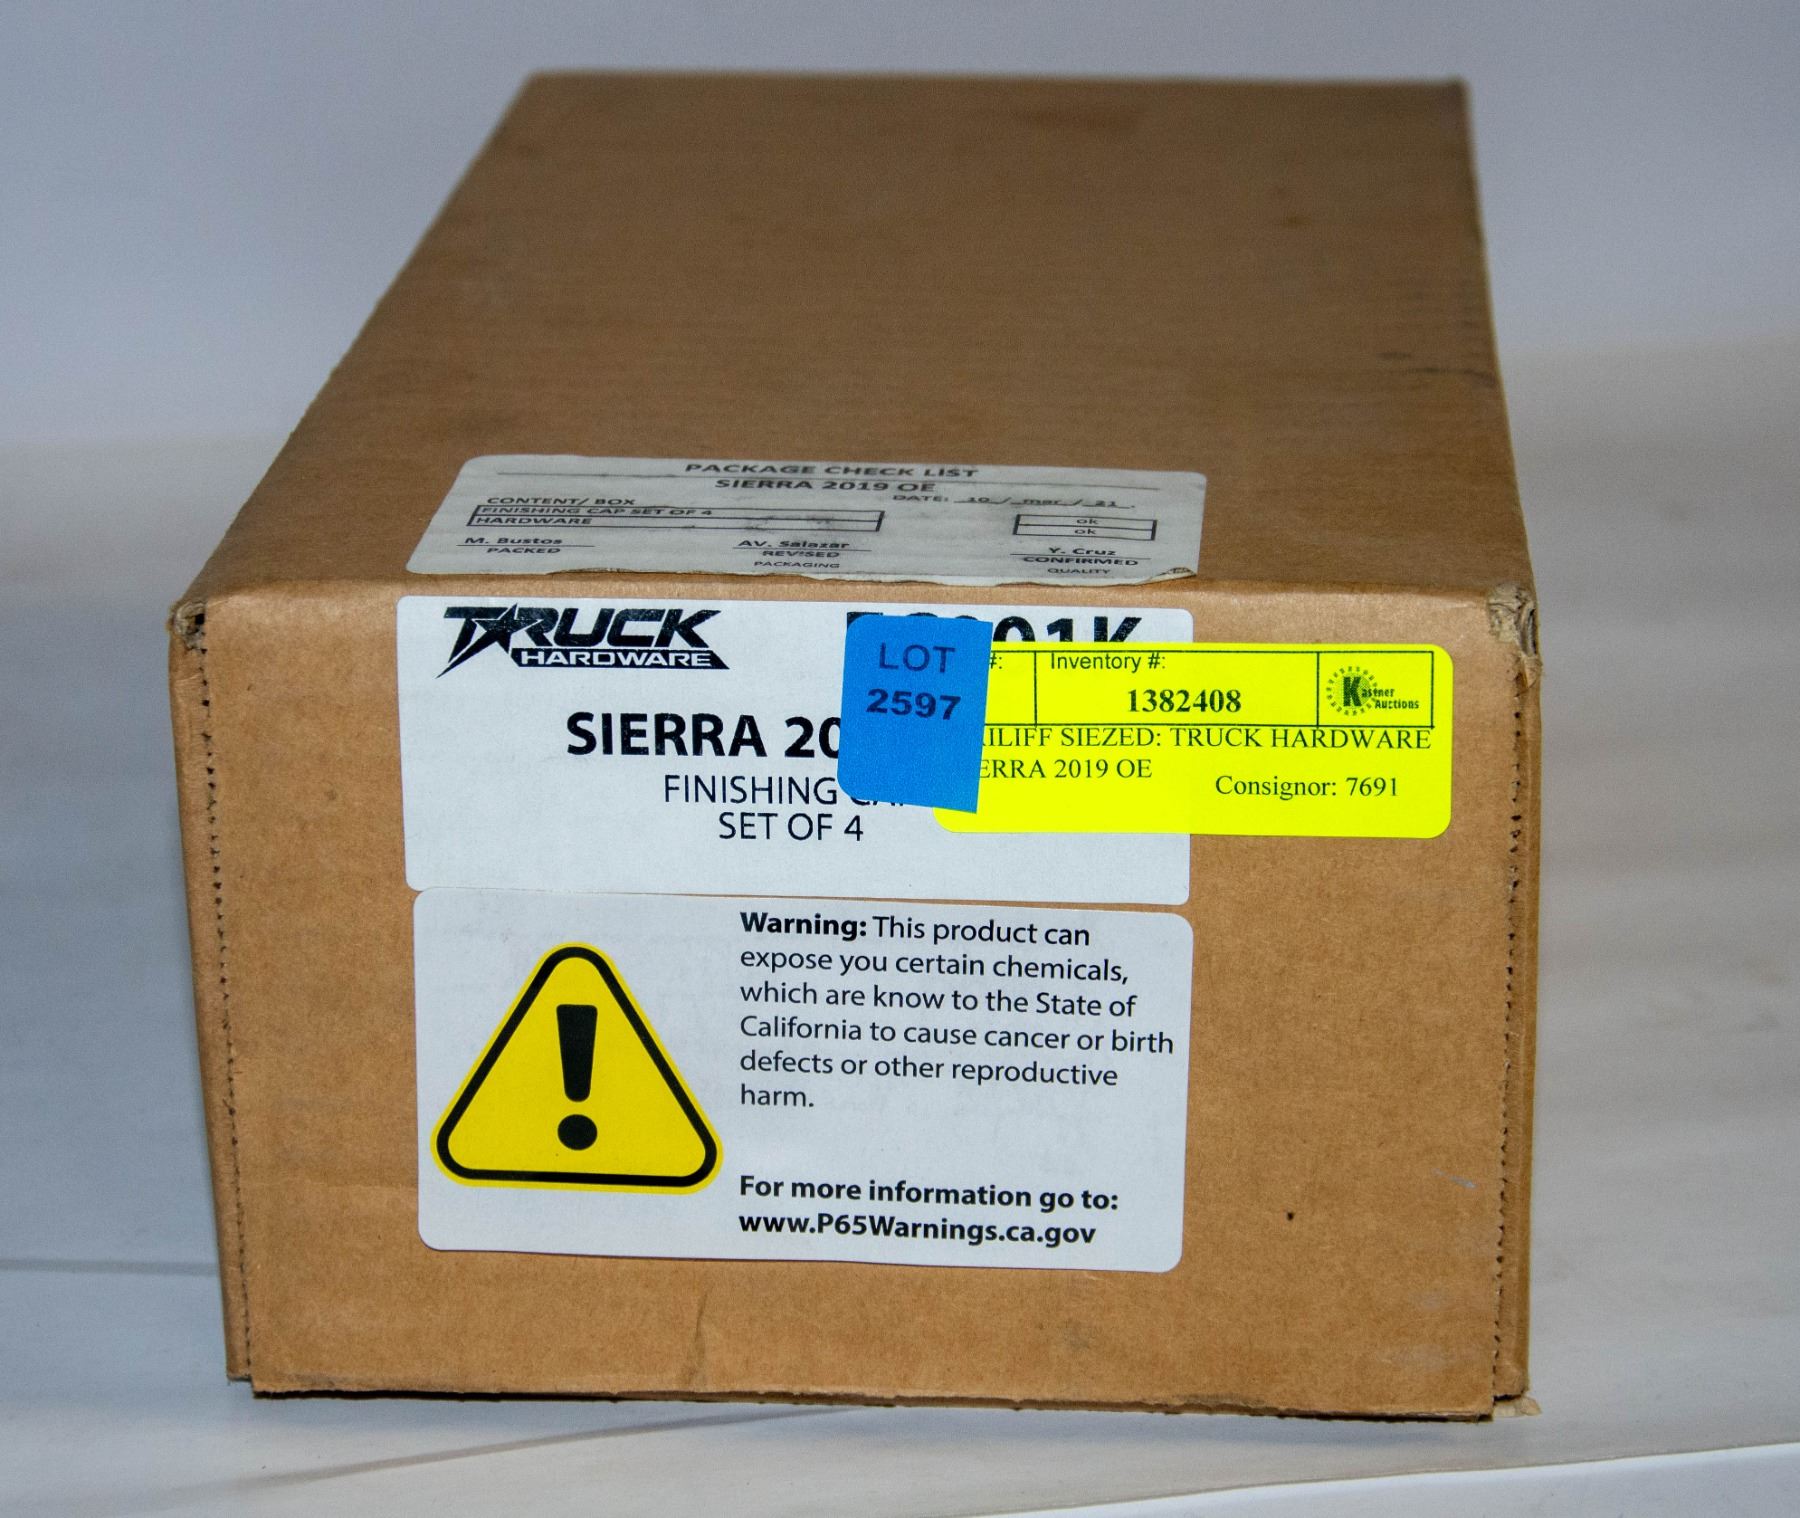 PACKAGE CHECK LIST
SIERRA 2019 OE
DATE: 10 / mar. / 21.
CONTENT/ BOX
FINISHING CAP SET OF 4 ok
HARDWARE ok
M. Bustos AV. Salazar Y. Cruz
PACKED REVISED CONFIRMED
PACKAGING QUALITY
TRUCK
HARDWARE
01K
SIERRA 20
FINISHING
SET OF 4
LOT
2597
#: Inventory #:
1382408
Kastner
Auctions
ILIFF SIEZED: TRUCK HARDWARE
ERRA 2019 OE
Consignor: 7691
Warning: This product can
expose you certain chemicals,
which are know to the State of
California to cause cancer or birth
defects or other reproductive
harm.
For more information go to:
www.P65Warnings.ca.gov